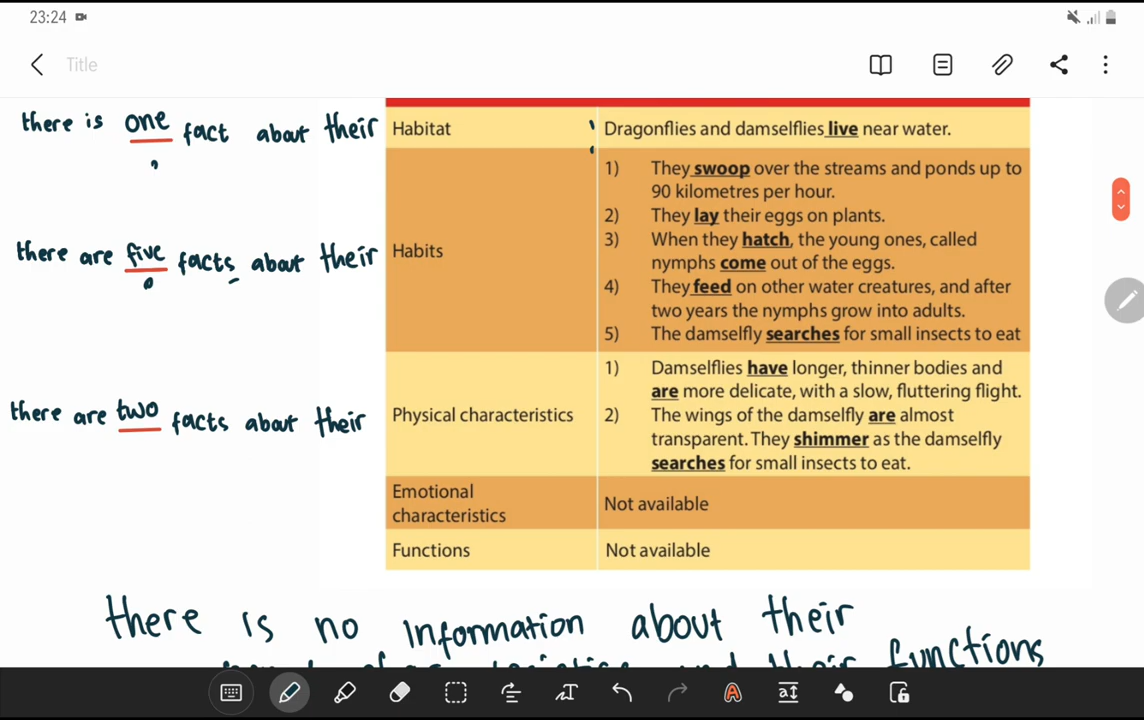 23:24
Title
there is one fact about their
Habitat
Dragonflies and damselflies live near water.
there are five facts about their
Habits
1) They swoop over the streams and ponds up to
90 kilometres per hour.
2) They lay their eggs on plants.
3) When they hatch, the young ones, called
nymphs come out of the eggs.
4) They feed on other water creatures, and after
two years the nymphs grow into adults.
5) The damselfly searches for small insects to eat
there are two facts about their
Physical characteristics
1) Damselflies have longer, thinner bodies and
are more delicate, with a slow, fluttering flight.
2) The wings of the damselfly are almost
transparent. They shimmer as the damselfly
searches for small insects to eat.
Emotional
characteristics
Not available
Functions
Not available
there is no information about their
and their functions